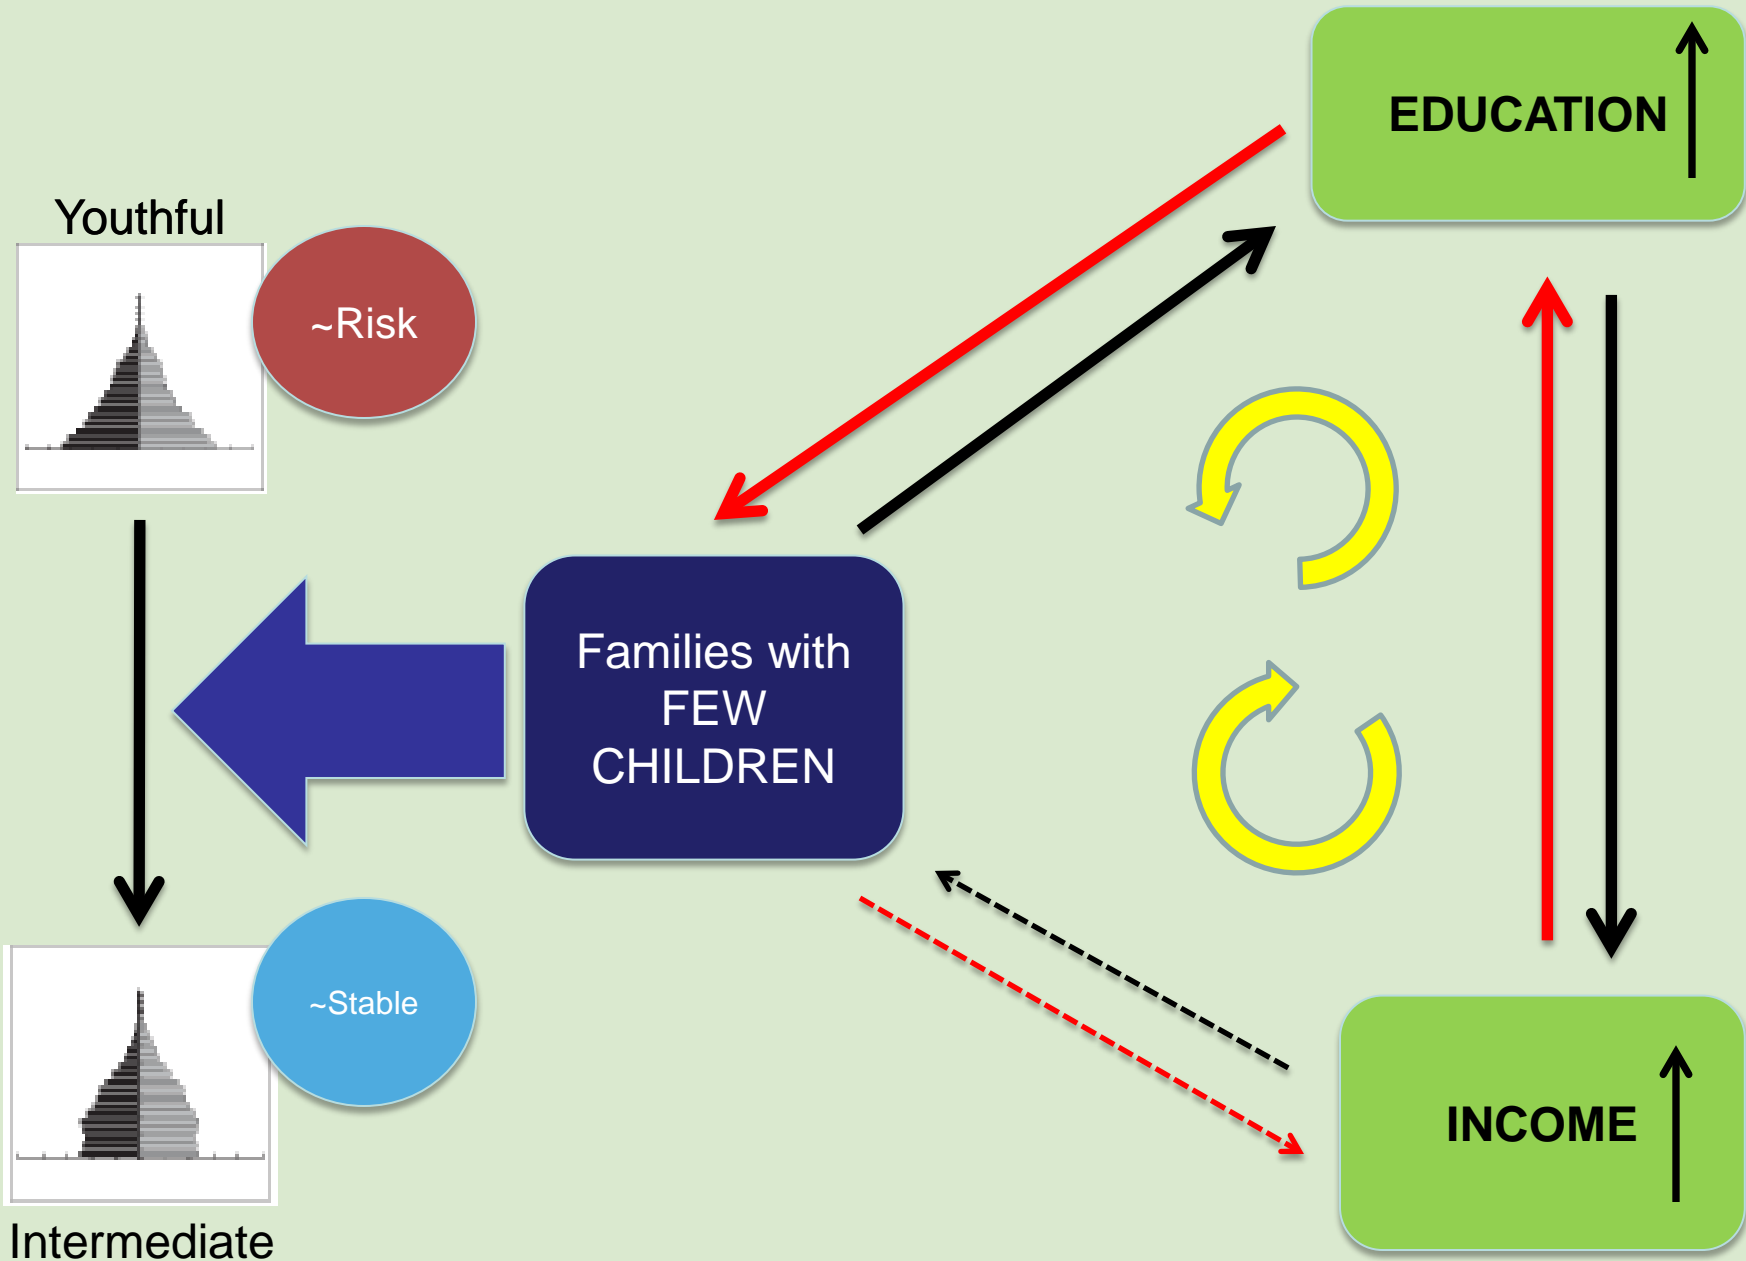 EDUCATION
Youthful
~Risk
Families with
FEW
CHILDREN
~Stable
INCOME
Intermediate